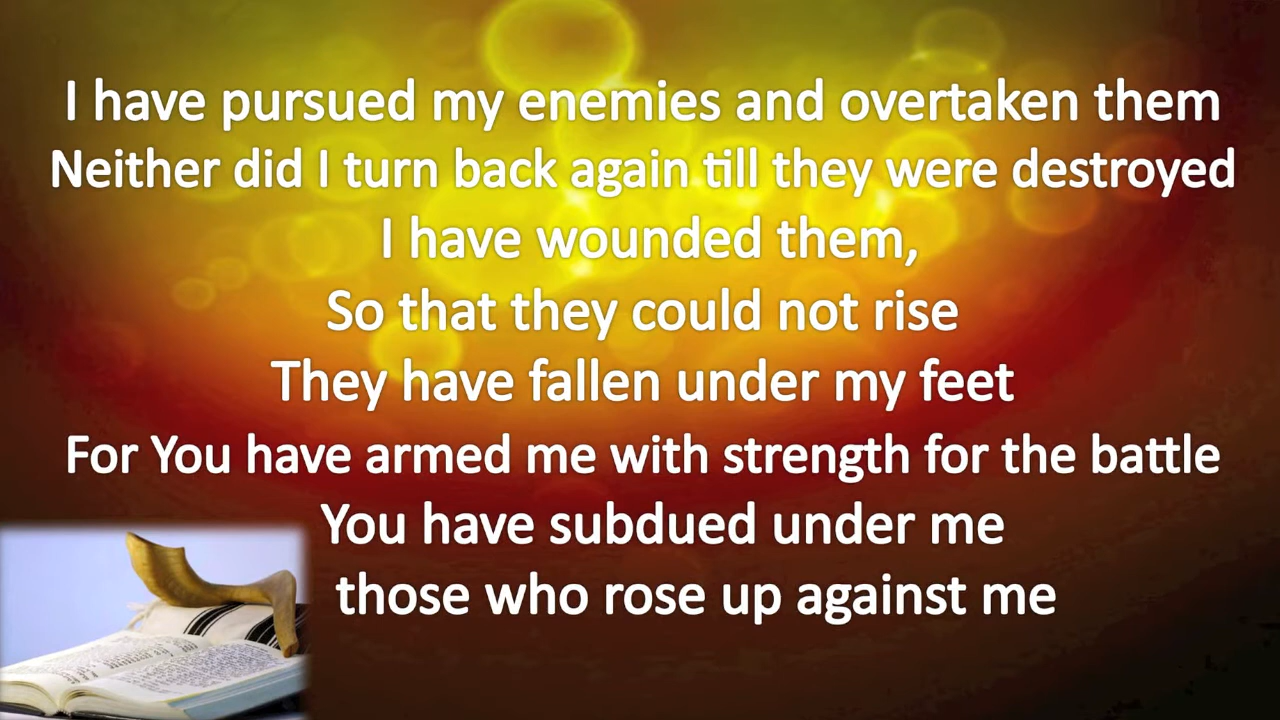 I have pursued my enemies and overtaken them
Neither did I turn back again till they were destroyed
I have wounded them,
So that they could not rise
They have fallen under my feet
For You have armed me with strength for the battle
You have subdued under me
those who rose up against me